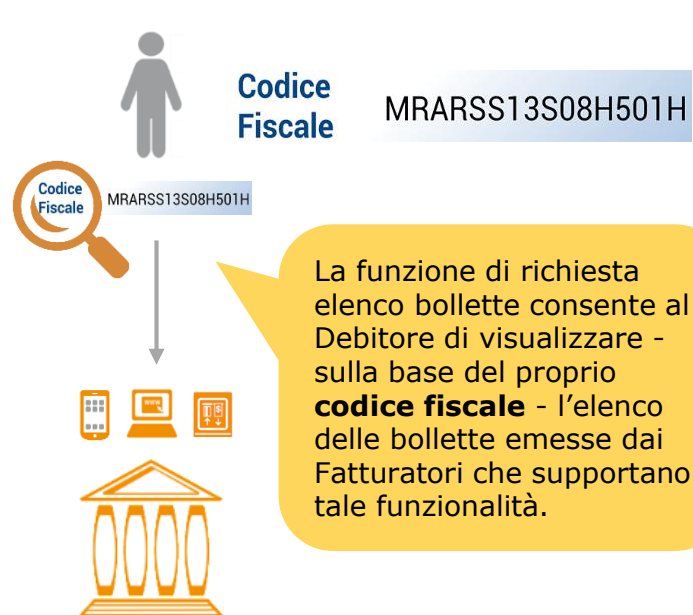 Codice
Fiscale
MRARSS13S08H501H
Codice
Fiscale
MRARSS13S08H501H
La funzione di richiesta
elenco bollette consente al
Debitore di visualizzare -
sulla base del proprio
codice fiscale - l’elenco
delle bollette emesse dai
Fatturatori che supportano
tale funzionalità.
WWW